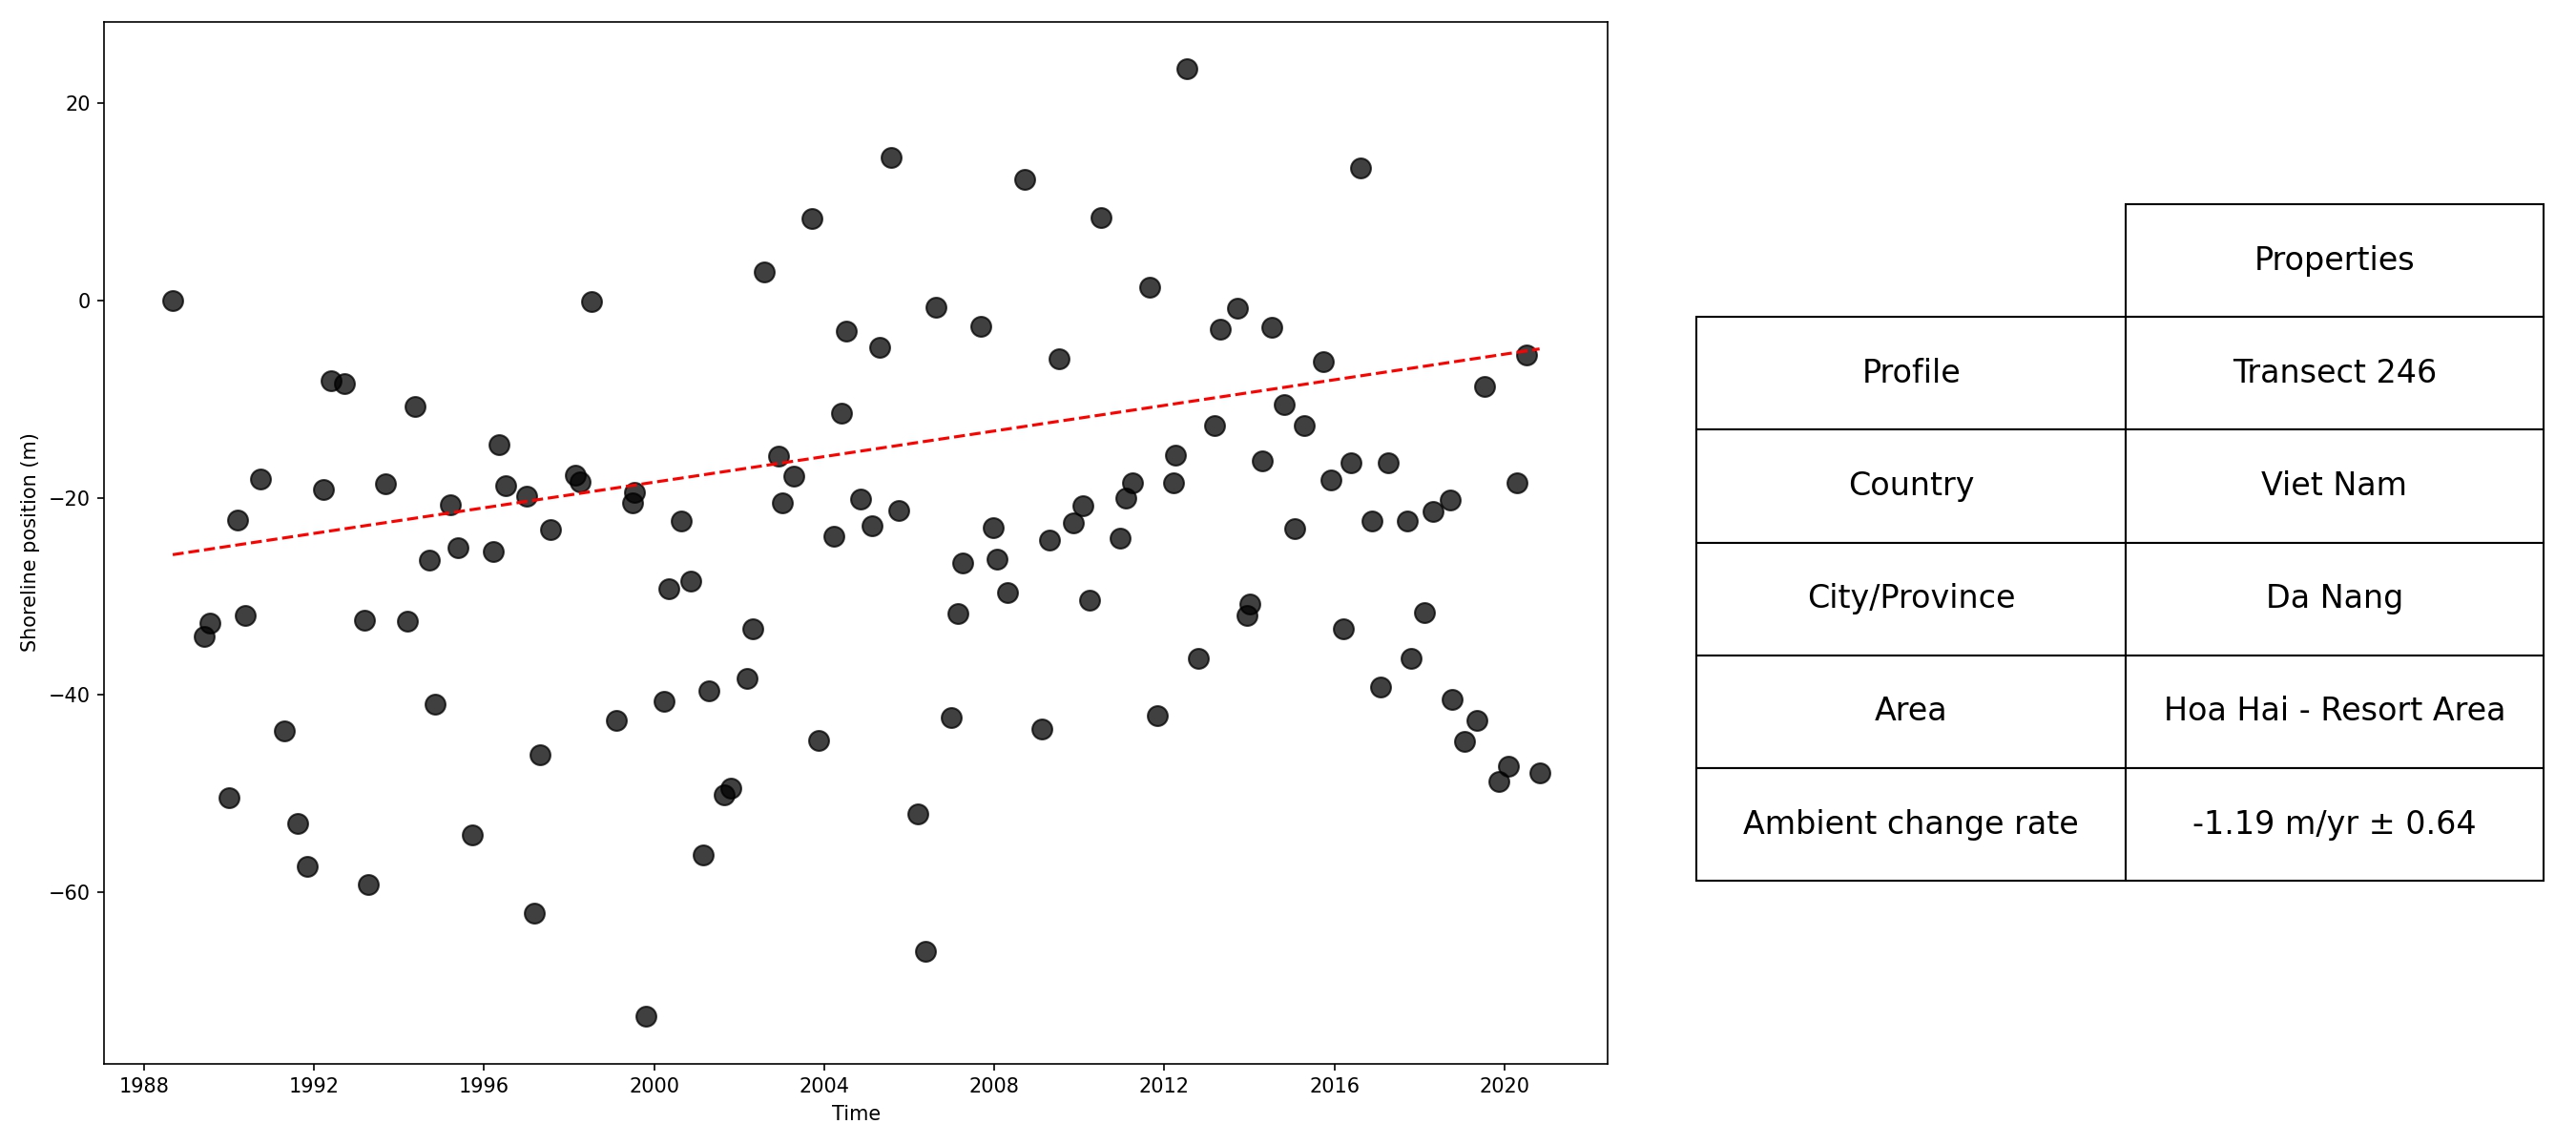 20
0
−20
−40
−60
Shoreline position (m)
1988 1992 1996 2000 2004 2008 2012 2016 2020
Time
Properties
Profile Transect 246
Country Viet Nam
City/Province Da Nang
Area Hoa Hai - Resort Area
Ambient change rate -1.19 m/yr ± 0.64